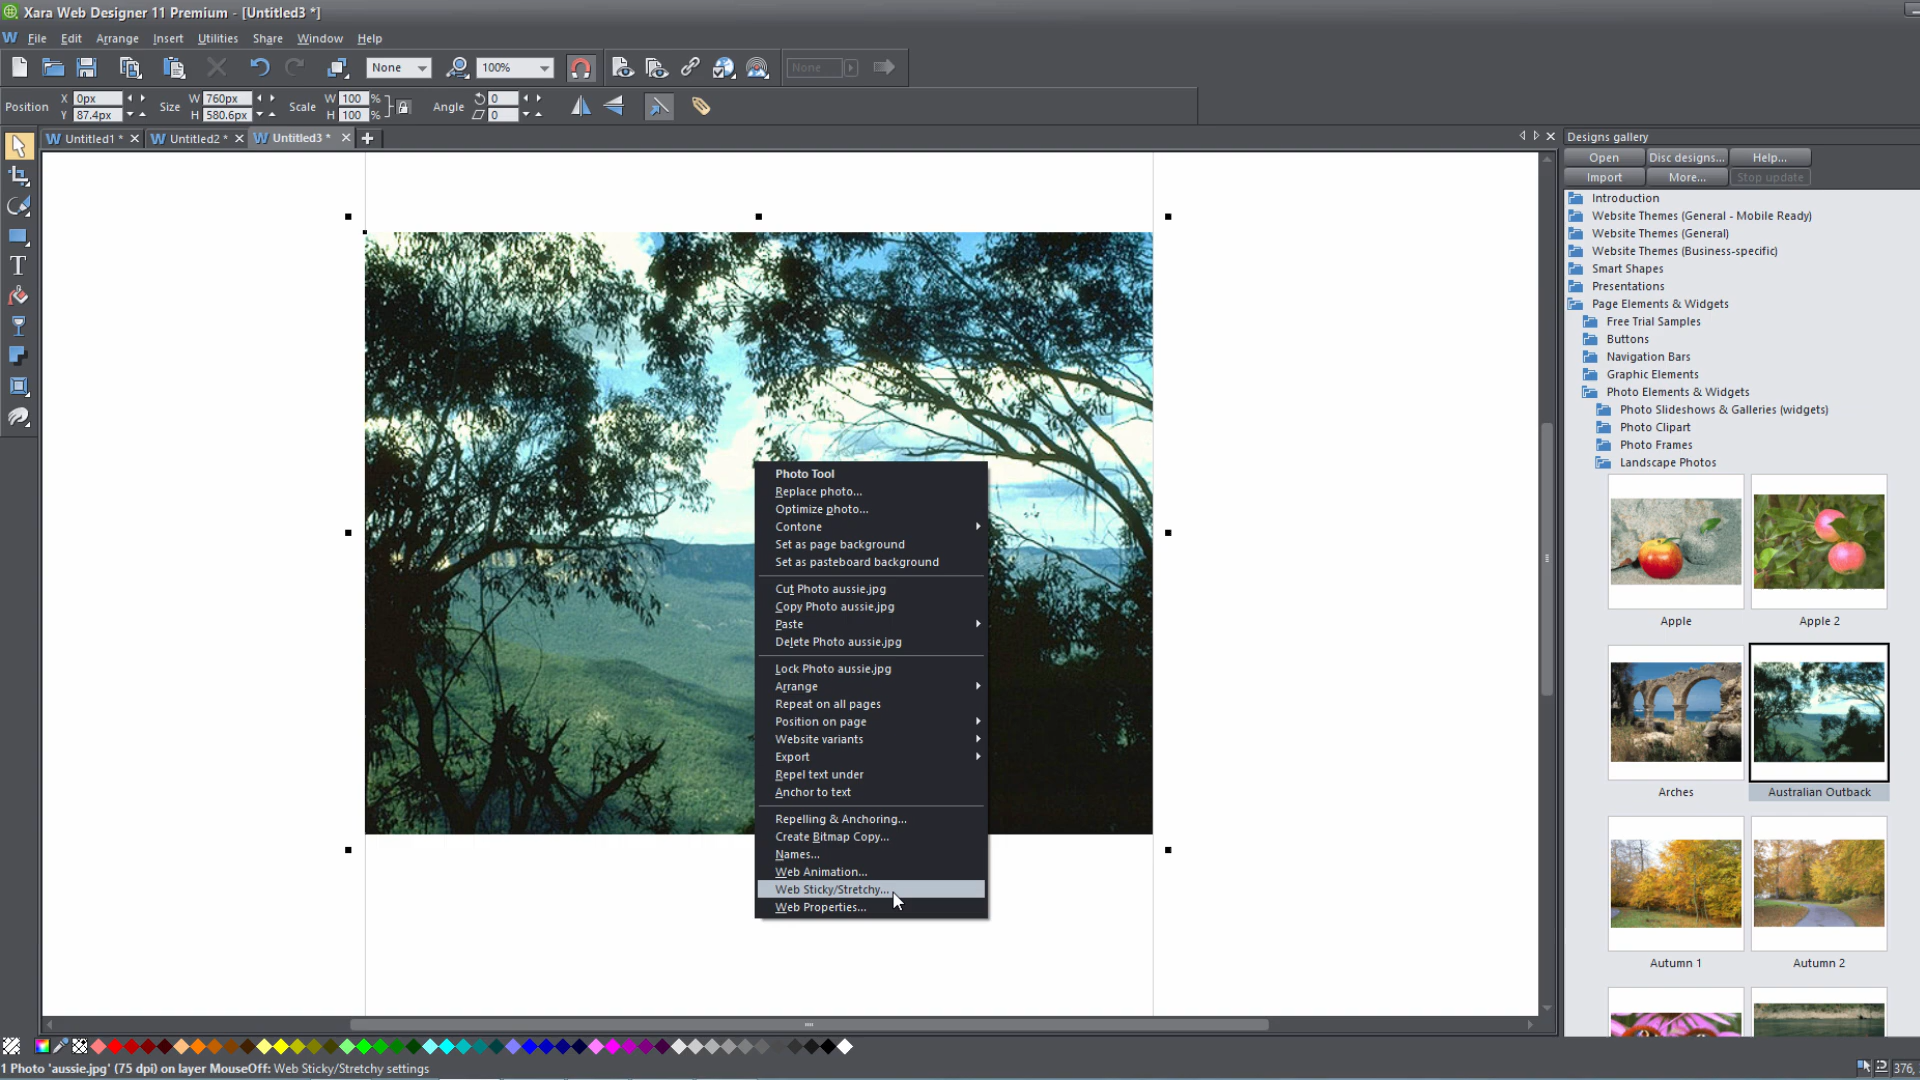 Xara Web Designer 11 Premium - [Untitled3 *]
W File Edit Arrange Insert Utilities Share Window Help
None 100% None
Position X 0px Y 87.4px Size W 760px H 580.6px Scale W 100 % H 100 % Angle 0 0
W Untitled1 * W Untitled2 * W Untitled3 *
Designs gallery
Open Disc designs... Help...
Import More... Stop update
Introduction
Website Themes (General - Mobile Ready)
Website Themes (General)
Website Themes (Business-specific)
Smart Shapes
Presentations
Page Elements & Widgets
Free Trial Samples
Buttons
Navigation Bars
Graphic Elements
Photo Elements & Widgets
Photo Slideshows & Galleries (widgets)
Photo Clipart
Photo Frames
Landscape Photos
Apple Apple 2
Arches Australian Outback
Autumn 1 Autumn 2
Photo Tool
Replace photo...
Optimize photo...
Contone
Set as page background
Set as pasteboard background
Cut Photo aussie.jpg
Copy Photo aussie.jpg
Paste
Delete Photo aussie.jpg
Lock Photo aussie.jpg
Arrange
Repeat on all pages
Position on page
Website variants
Export
Repel text under
Anchor to text
Repelling & Anchoring...
Create Bitmap Copy...
Names...
Web Animation...
Web Sticky/Stretchy...
Web Properties...
1 Photo 'aussie.jpg' (75 dpi) on layer MouseOff: Web Sticky/Stretchy settings
376,